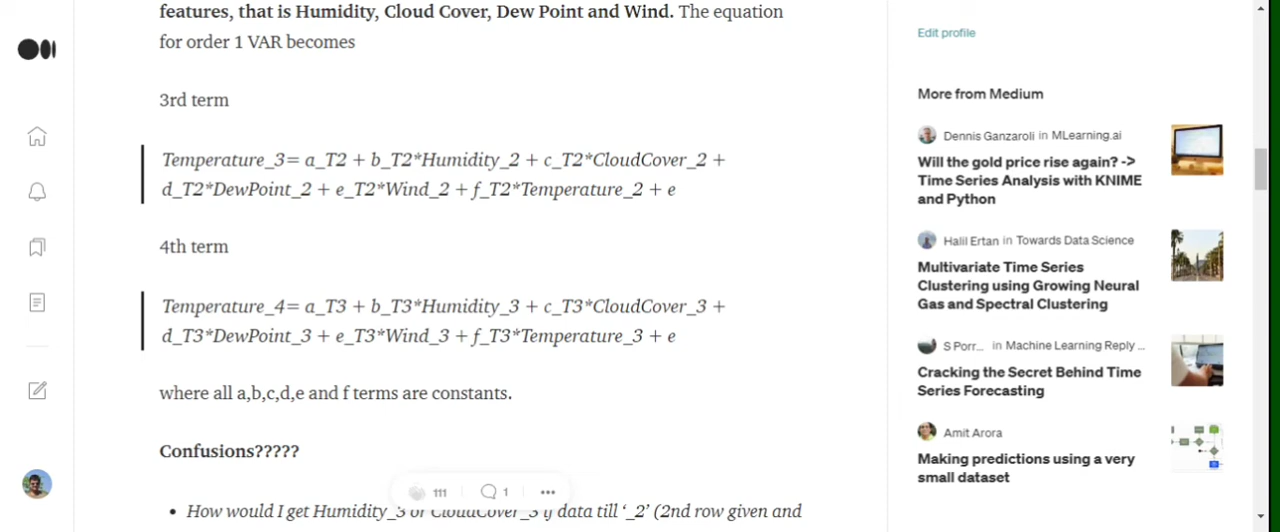 features, that is Humidity, Cloud Cover, Dew Point and Wind. The equation
for order 1 VAR becomes
3rd term
Temperature_3= a_T2 + b_T2*Humidity_2 + c_T2*CloudCover_2 +
d_T2*DewPoint_2 + e_T2*Wind_2 + f_T2*Temperature_2 + e
4th term
Temperature_4= a_T3 + b_T3*Humidity_3 + c_T3*CloudCover_3 +
d_T3*DewPoint_3 + e_T3*Wind_3 + f_T3*Temperature_3 + e
where all a,b,c,d,e and f terms are constants.
Confusions?????
111
1
• How would I get Humidity_3 or CloudCover_3 if data till ‘_2’ (2nd row given and
Edit profile
More from Medium
Dennis Ganzaroli in MLearning.ai
Will the gold price rise again? ->
Time Series Analysis with KNIME
and Python
Halil Ertan in Towards Data Science
Multivariate Time Series
Clustering using Growing Neural
Gas and Spectral Clustering
S Porr... in Machine Learning Reply ...
Cracking the Secret Behind Time
Series Forecasting
Amit Arora
Making predictions using a very
small dataset